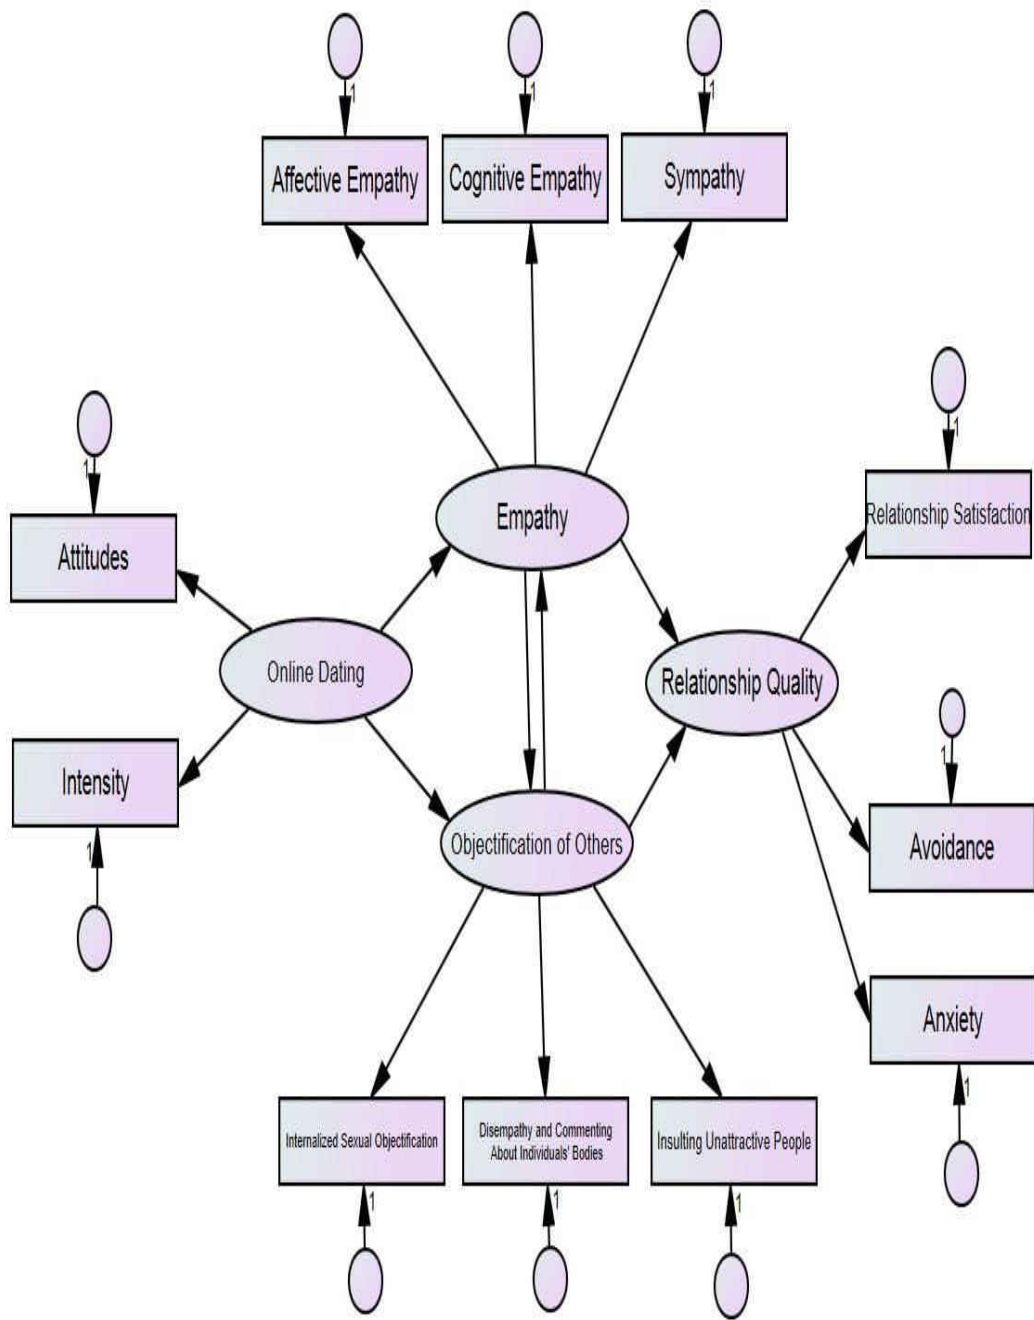 1
1
1
Affective Empathy
Cognitive Empathy
Sympathy
1
1
Empathy
Relationship Satisfaction
Attitudes
Online Dating
Relationship Quality
1
Intensity
Avoidance
Objectification of Others
1
Anxiety
1
Internalized Sexual Objectification
Disempathy and Commenting
About Individuals' Bodies
Insulting Unattractive People
1
1
1